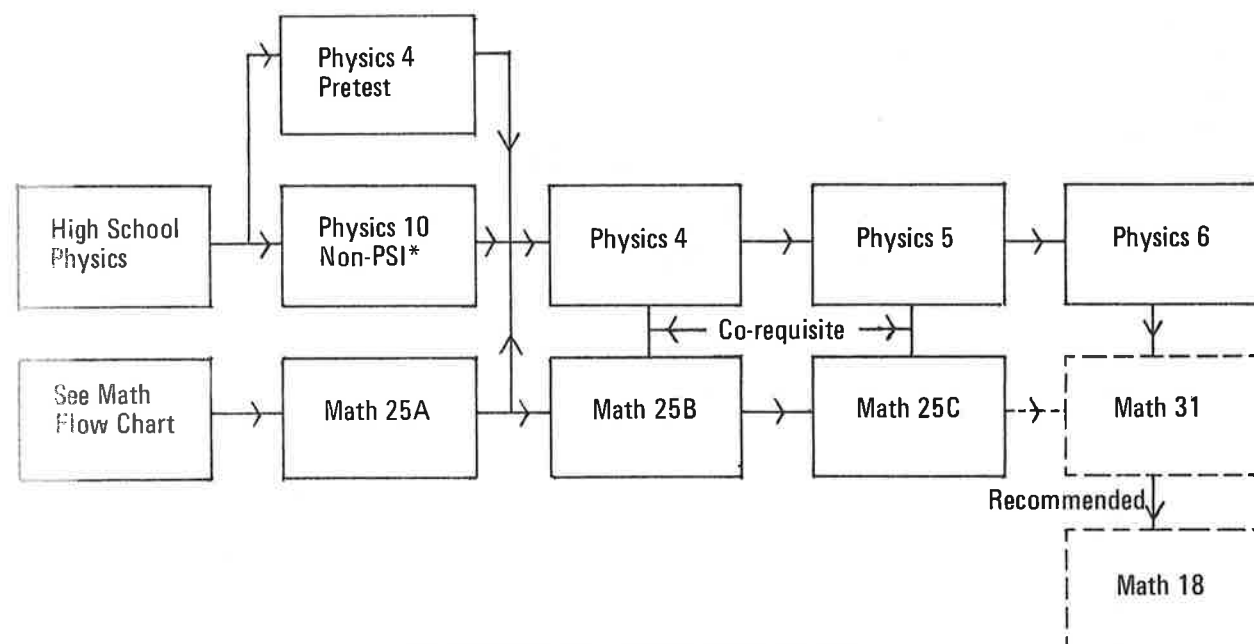 Physics 4
Pretest
High School
Physics
Physics 10
Non-PSI*
Physics 4
Physics 5
Physics 6
Co-requisite
See Math
Flow Chart
Math 25A
Math 25B
Math 25C
Math 31
Recommended
Math 18